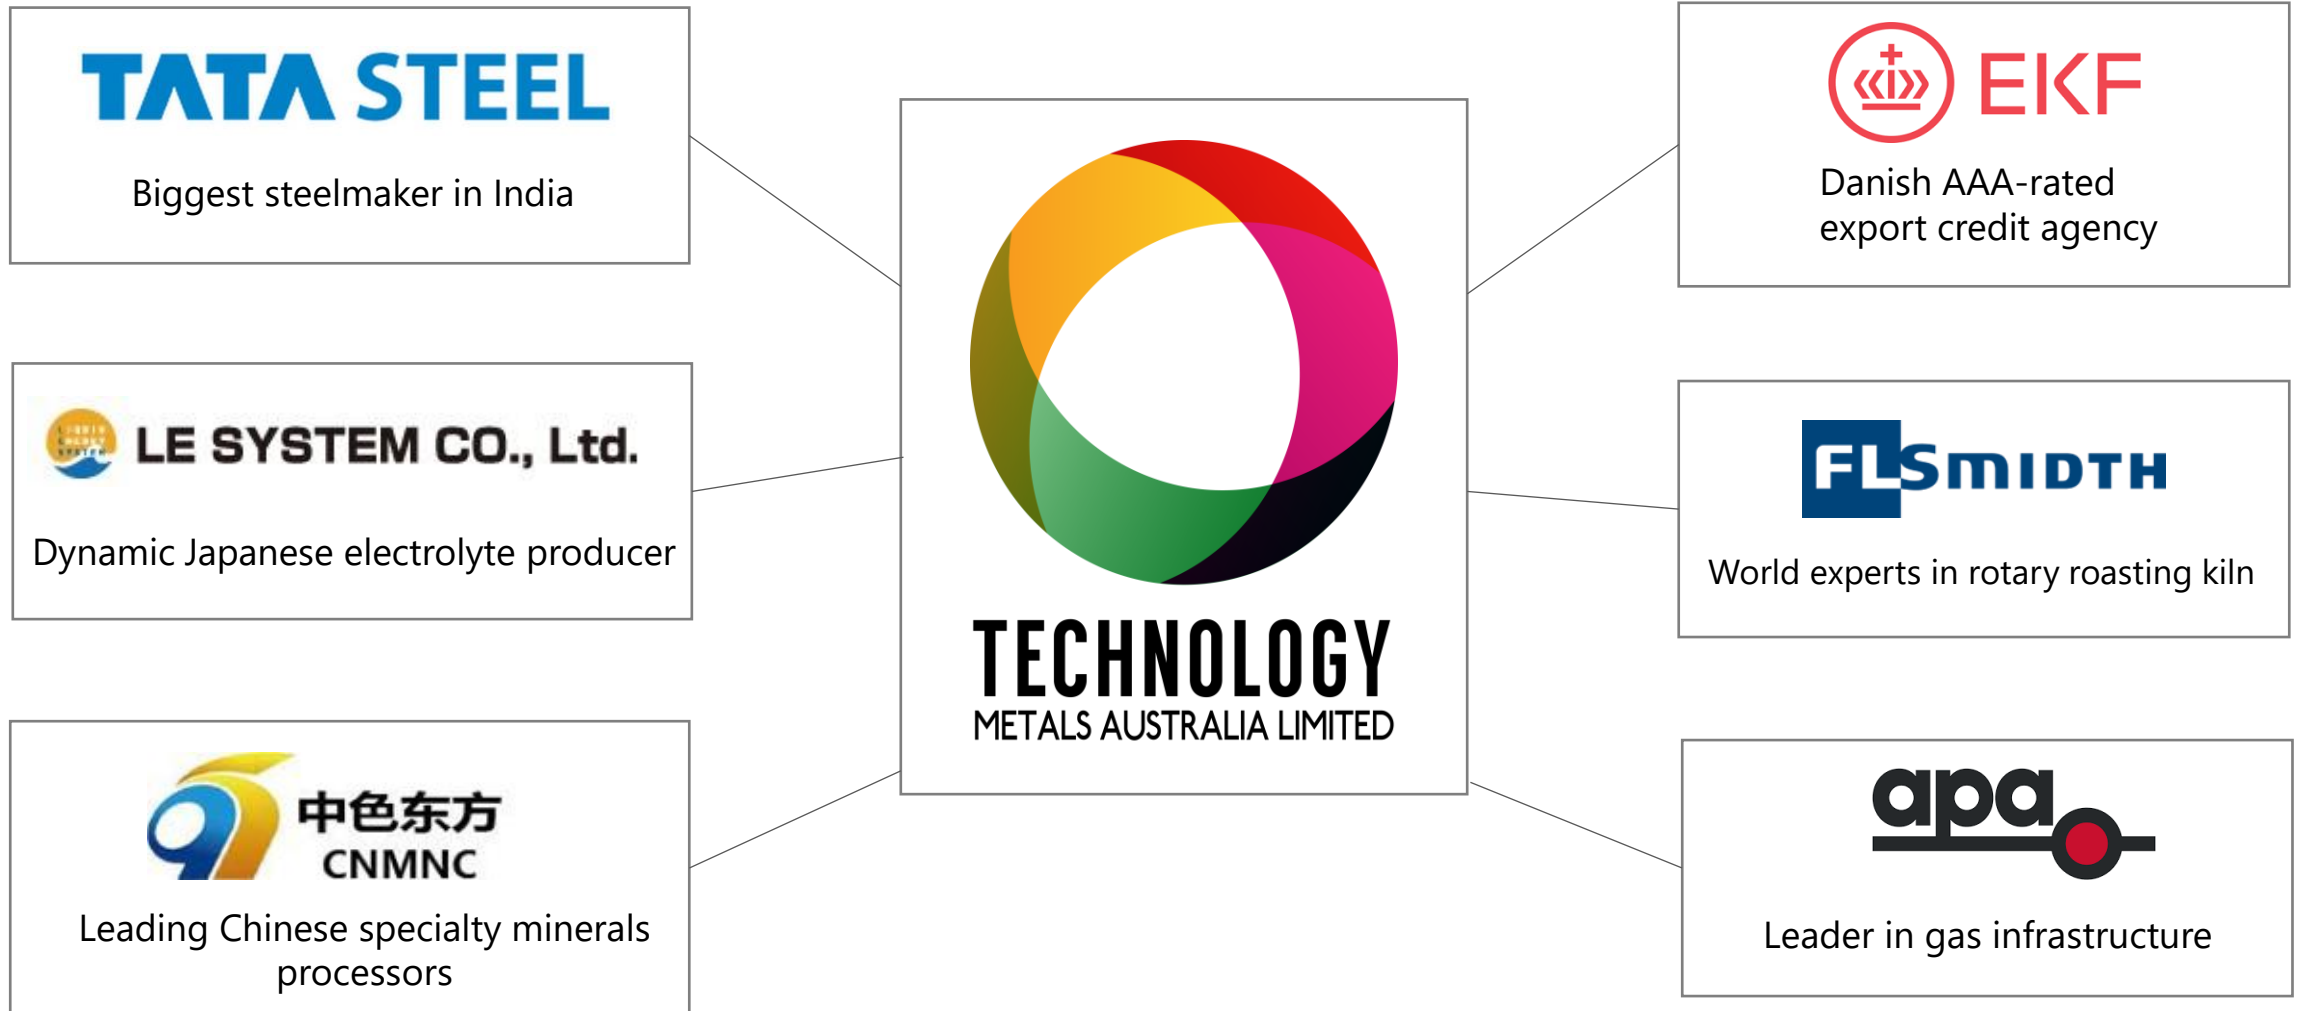 TATA STEEL
Biggest steelmaker in India
LE SYSTEM CO., Ltd.
Dynamic Japanese electrolyte producer
中色东方
CNMNC
Leading Chinese specialty minerals
processors
TECHNOLOGY
METALS AUSTRALIA LIMITED
EKF
Danish AAA-rated
export credit agency
FLSMIDTH
World experts in rotary roasting kiln
apa
Leader in gas infrastructure